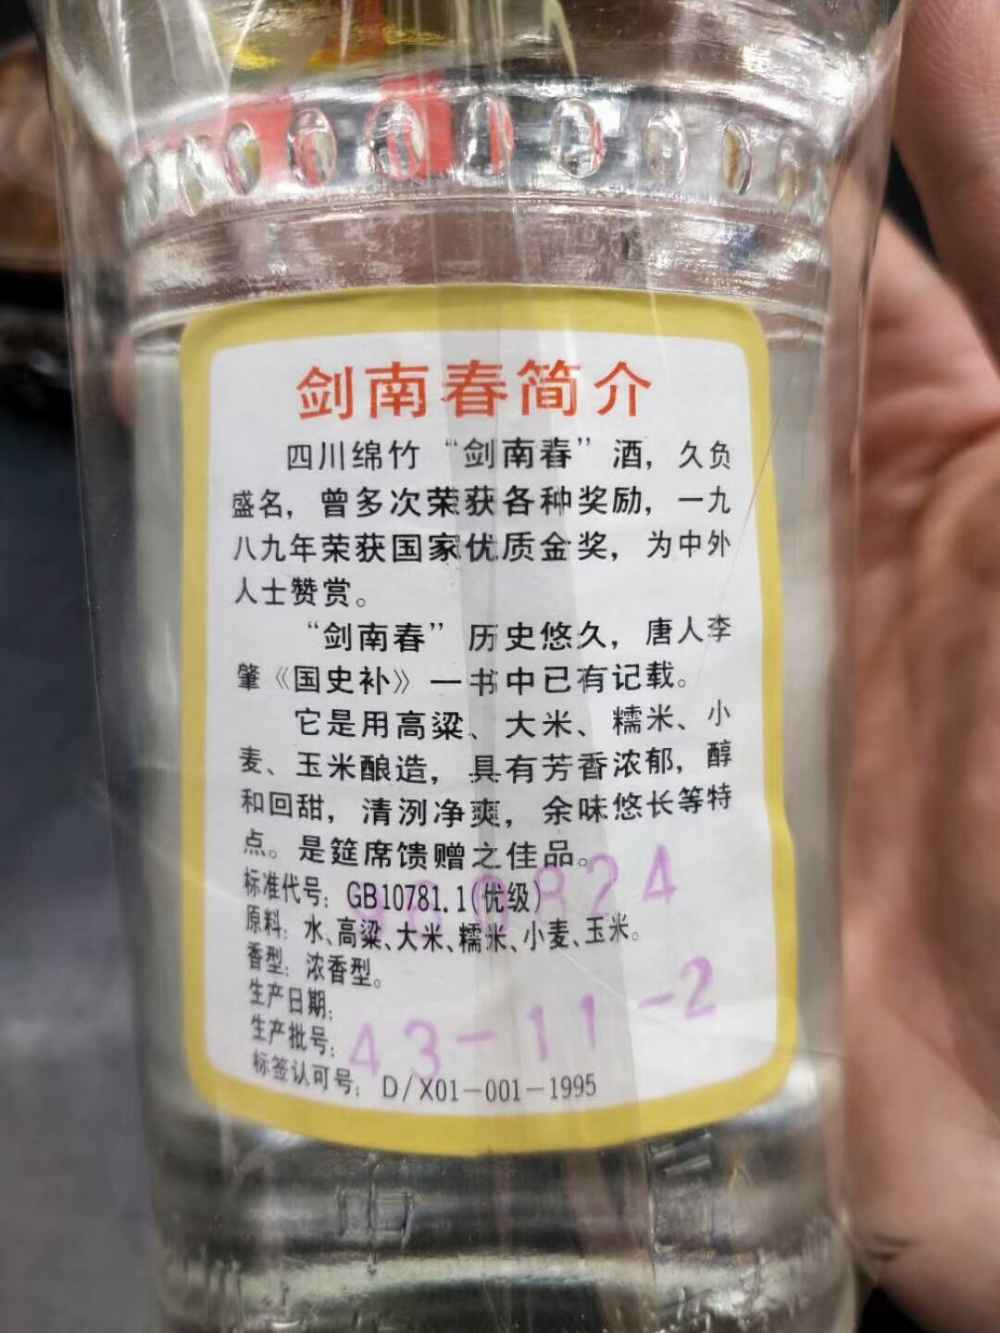 剑南春简介
四川绵竹“剑南春”酒，久负
盛名，曾多次荣获各种奖励，一九
八九年荣获国家优质金奖，为中外
人士赞赏。
“剑南春”历史悠久，唐人李
肇《国史补》一书中已有记载。
它是用高粱、大米、糯米、小
麦、玉米酿造，具有芳香浓郁，醇
和回甜，清洌净爽，余味悠长等特
点。是筵席馈赠之佳品。
标准代号：GB10781.1(优级)
原料：水、高粱、大米、糯米、小麦、玉米。
香型：浓香型。
生产日期：
生产批号：43-11-2
标签认可号：D/X01-001-1995